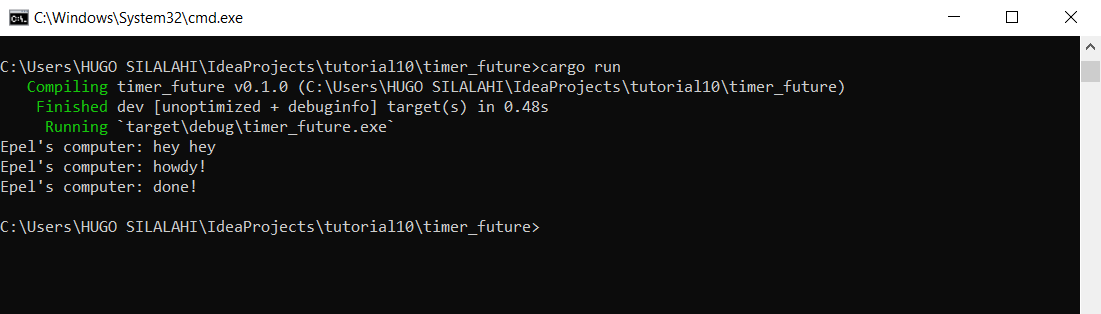 C:\Windows\System32\cmd.exe
C:\Users\HUGO SILALAHI\IdeaProjects\tutorial10\timer_future>cargo run
Compiling timer_future v0.1.0 (C:\Users\HUGO SILALAHI\IdeaProjects\tutorial10\timer_future)
Finished dev [unoptimized + debuginfo] target(s) in 0.48s
Running `target\debug\timer_future.exe`
Epel's computer: hey hey
Epel's computer: howdy!
Epel's computer: done!
C:\Users\HUGO SILALAHI\IdeaProjects\tutorial10\timer_future>